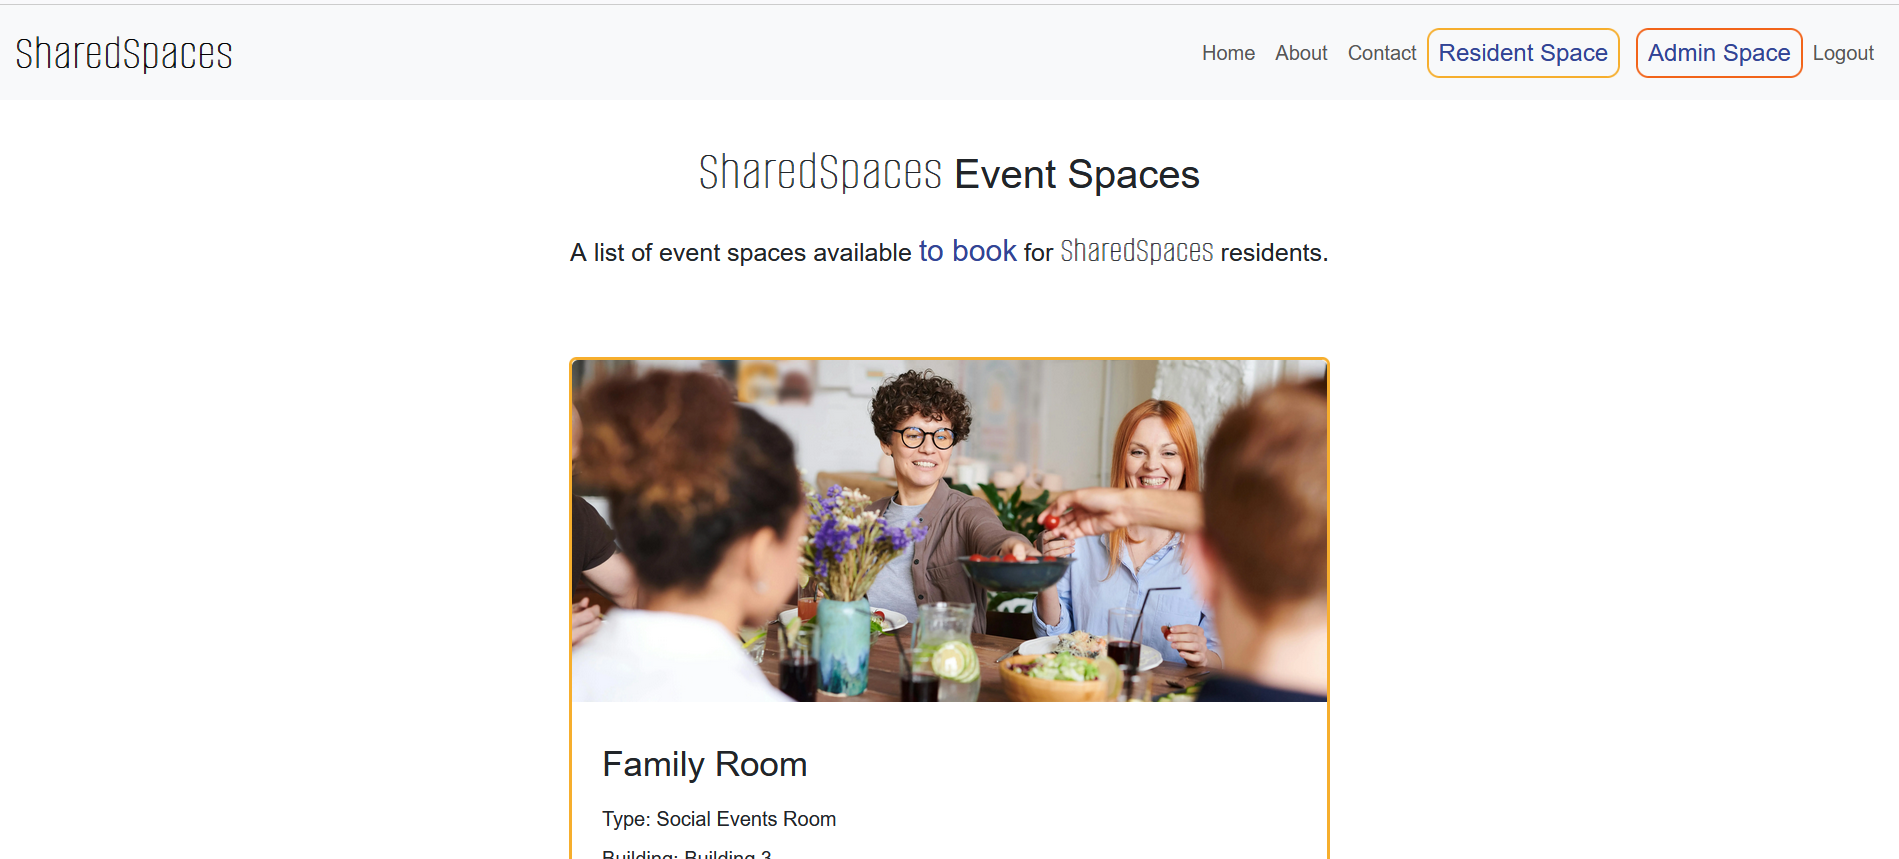 SharedSpaces Home About Contact Resident Space Admin Space Logout
SharedSpaces Event Spaces
A list of event spaces available to book for SharedSpaces residents.
Family Room
Type: Social Events Room
Building: Building 3